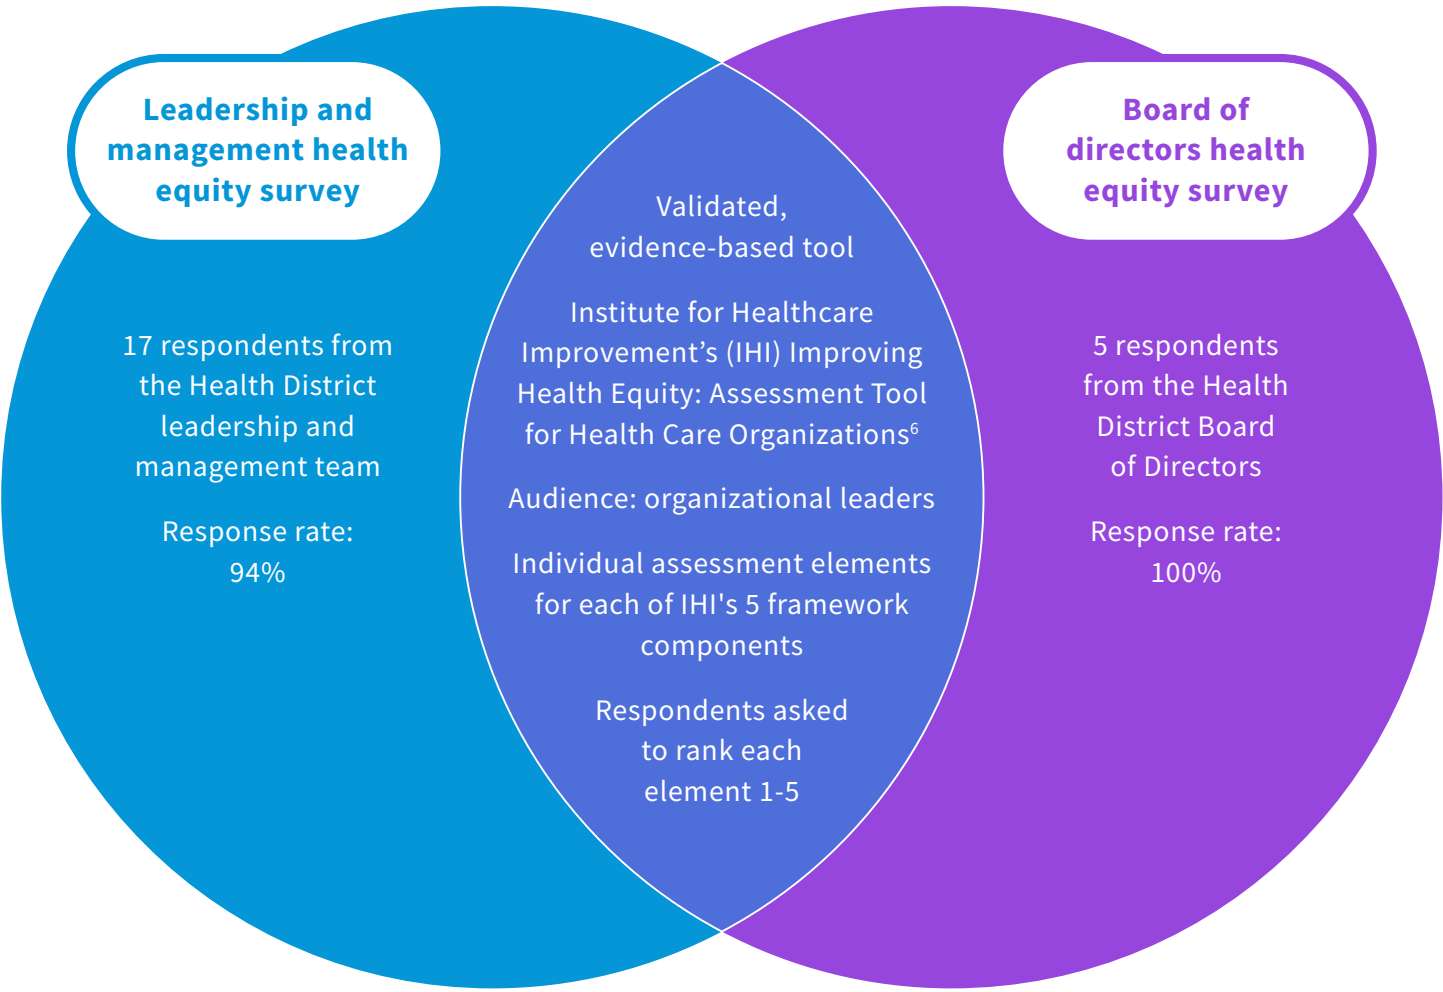 Leadership and
management health
equity survey
17 respondents from
the Health District
leadership and
management team
Response rate:
94%
Validated,
evidence-based tool
Institute for Healthcare
Improvement’s (IHI) Improving
Health Equity: Assessment Tool
for Health Care Organizations⁶
Audience: organizational leaders
Individual assessment elements
for each of IHI's 5 framework
components
Respondents asked
to rank each
element 1-5
Board of
directors health
equity survey
5 respondents
from the Health
District Board
of Directors
Response rate:
100%